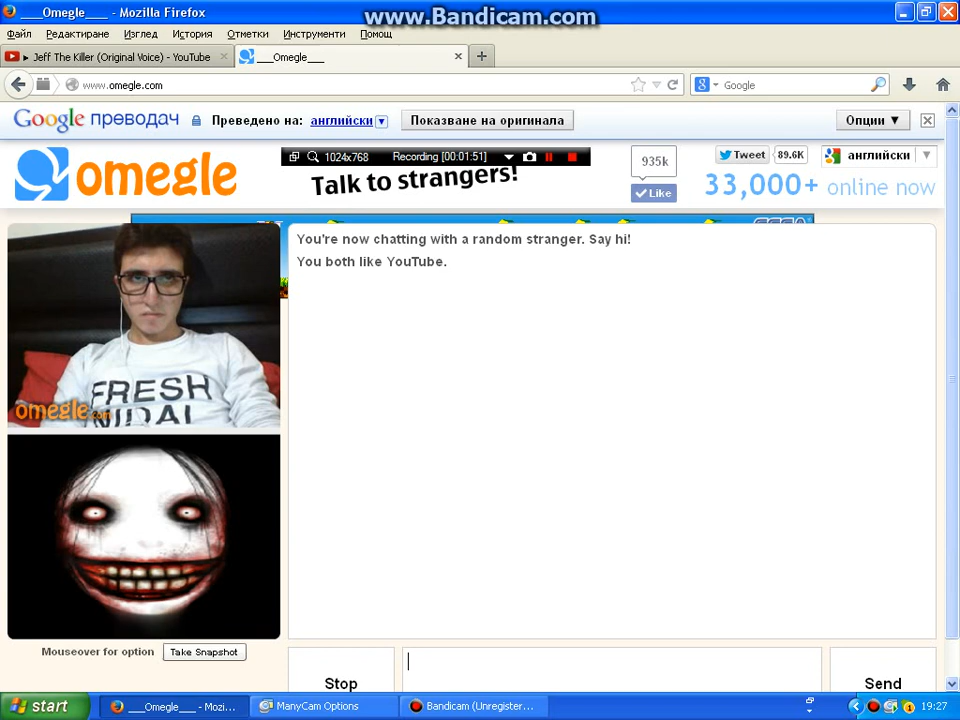 www.Bandicam.com
___Omegle___ - Mozilla Firefox
Файл Редактиране Изглед История Отметки Инструменти Помощ
► Jeff The Killer (Original Voice) - YouTube
___Omegle___
www.omegle.com
Google
Google преводач
Преведено на: английски
Показване на оригинала
Опции ▼
omegle
1024x768 Recording [00:01:51]
Talk to strangers!
935k
Like
Tweet 89.6K
английски
33,000+ online now
You're now chatting with a random stranger. Say hi!
You both like YouTube.
FRESH
NIDAL
omegle.com
Mouseover for option
Take Snapshot
Stop
Send
start
___Omegle___ - Mozi...
ManyCam Options
Bandicam (Unregister...
19:27